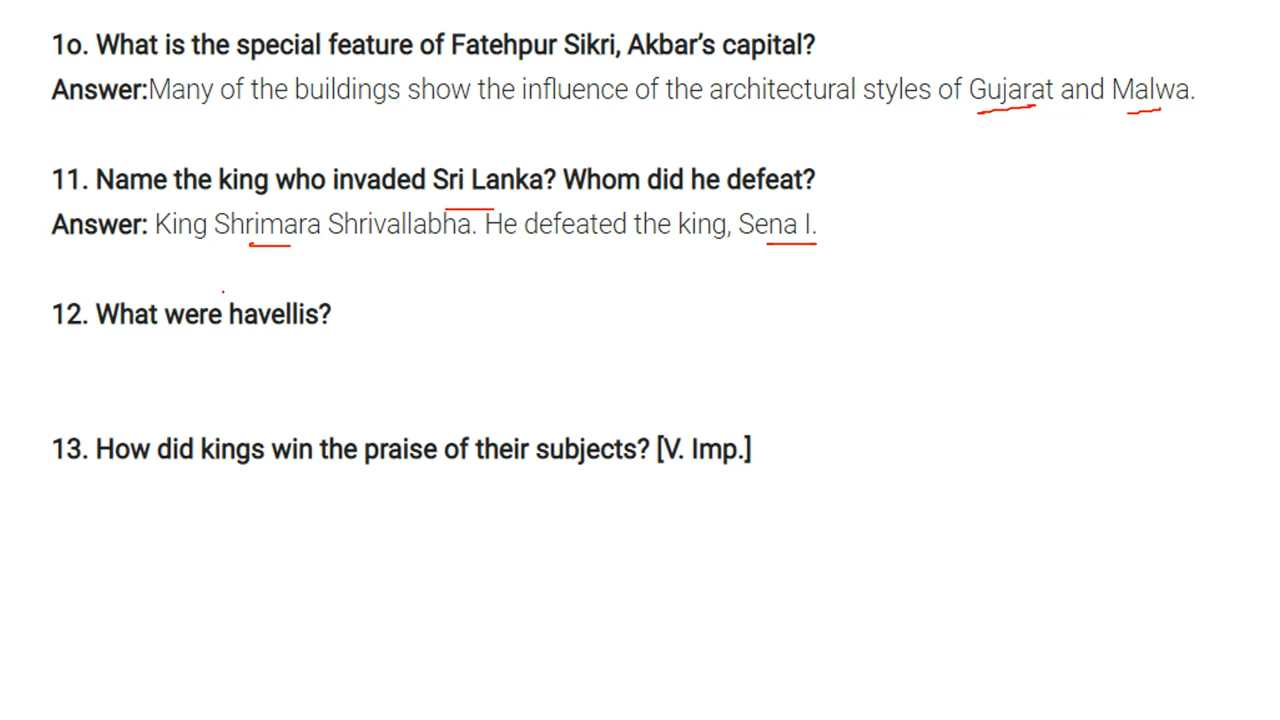 1o. What is the special feature of Fatehpur Sikri, Akbar's capital?
Answer:Many of the buildings show the influence of the architectural styles of Gujarat and Malwa.
11. Name the king who invaded Sri Lanka? Whom did he defeat?
Answer: King Shrimara Shrivallabha. He defeated the king, Sena I.
12. What were havellis?
13. How did kings win the praise of their subjects? [V. Imp.]